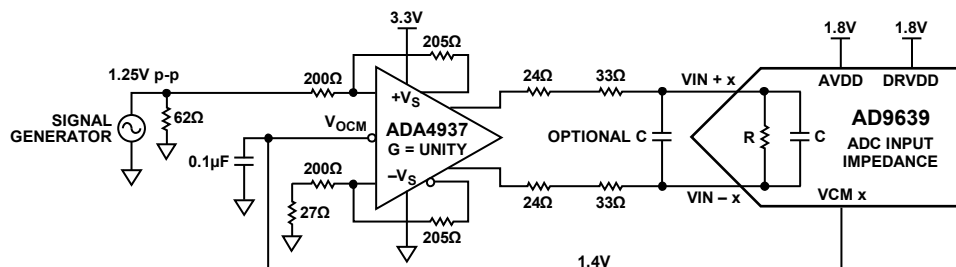 3.3V
205Ω
1.8V
1.8V
1.25V p-p
200Ω
24Ω
33Ω
VIN + x
AVDD
DRVDD
+VS
SIGNAL
GENERATOR
62Ω
VOCM
ADA4937
G = UNITY
OPTIONAL C
R
C
AD9639
ADC INPUT
IMPEDANCE
0.1µF
200Ω
–VS
27Ω
205Ω
24Ω
33Ω
VIN – x
VCM x
1.4V